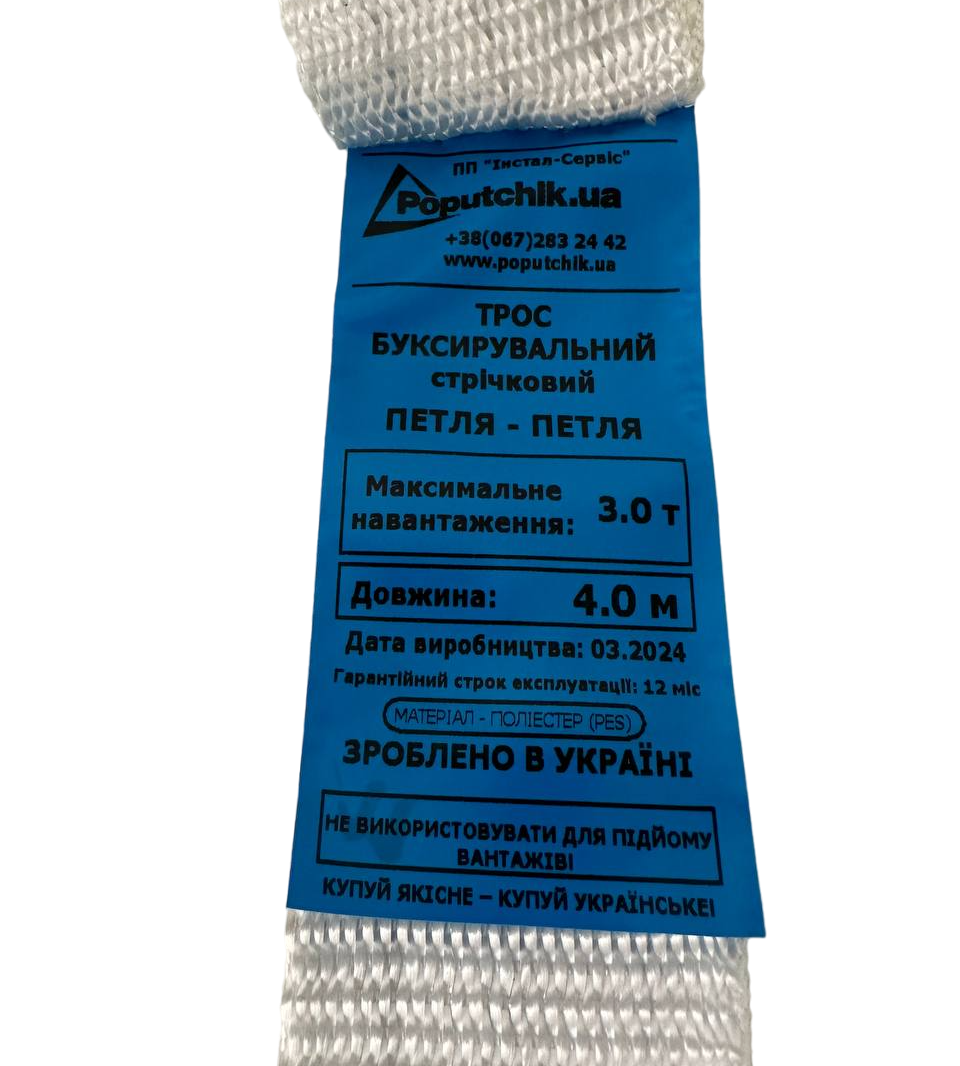 ПП "Інстал-Сервіс"
Poputchik.ua
+38(067)283 24 42
www.poputchik.ua
ТРОС
БУКСИРУВАЛЬНИЙ
стрічковий
ПЕТЛЯ - ПЕТЛЯ
Максимальне
навантаження: 3.0 т
Довжина: 4.0 м
Дата виробництва: 03.2024
Гарантійний строк експлуатації: 12 міс
МАТЕРІАЛ - ПОЛІЕСТЕР (PES)
ЗРОБЛЕНО В УКРАЇНІ
НЕ ВИКОРИСТОВУВАТИ ДЛЯ ПІДЙОМУ
ВАНТАЖІВ!
КУПУЙ ЯКІСНЕ – КУПУЙ УКРАЇНСЬКЕ!